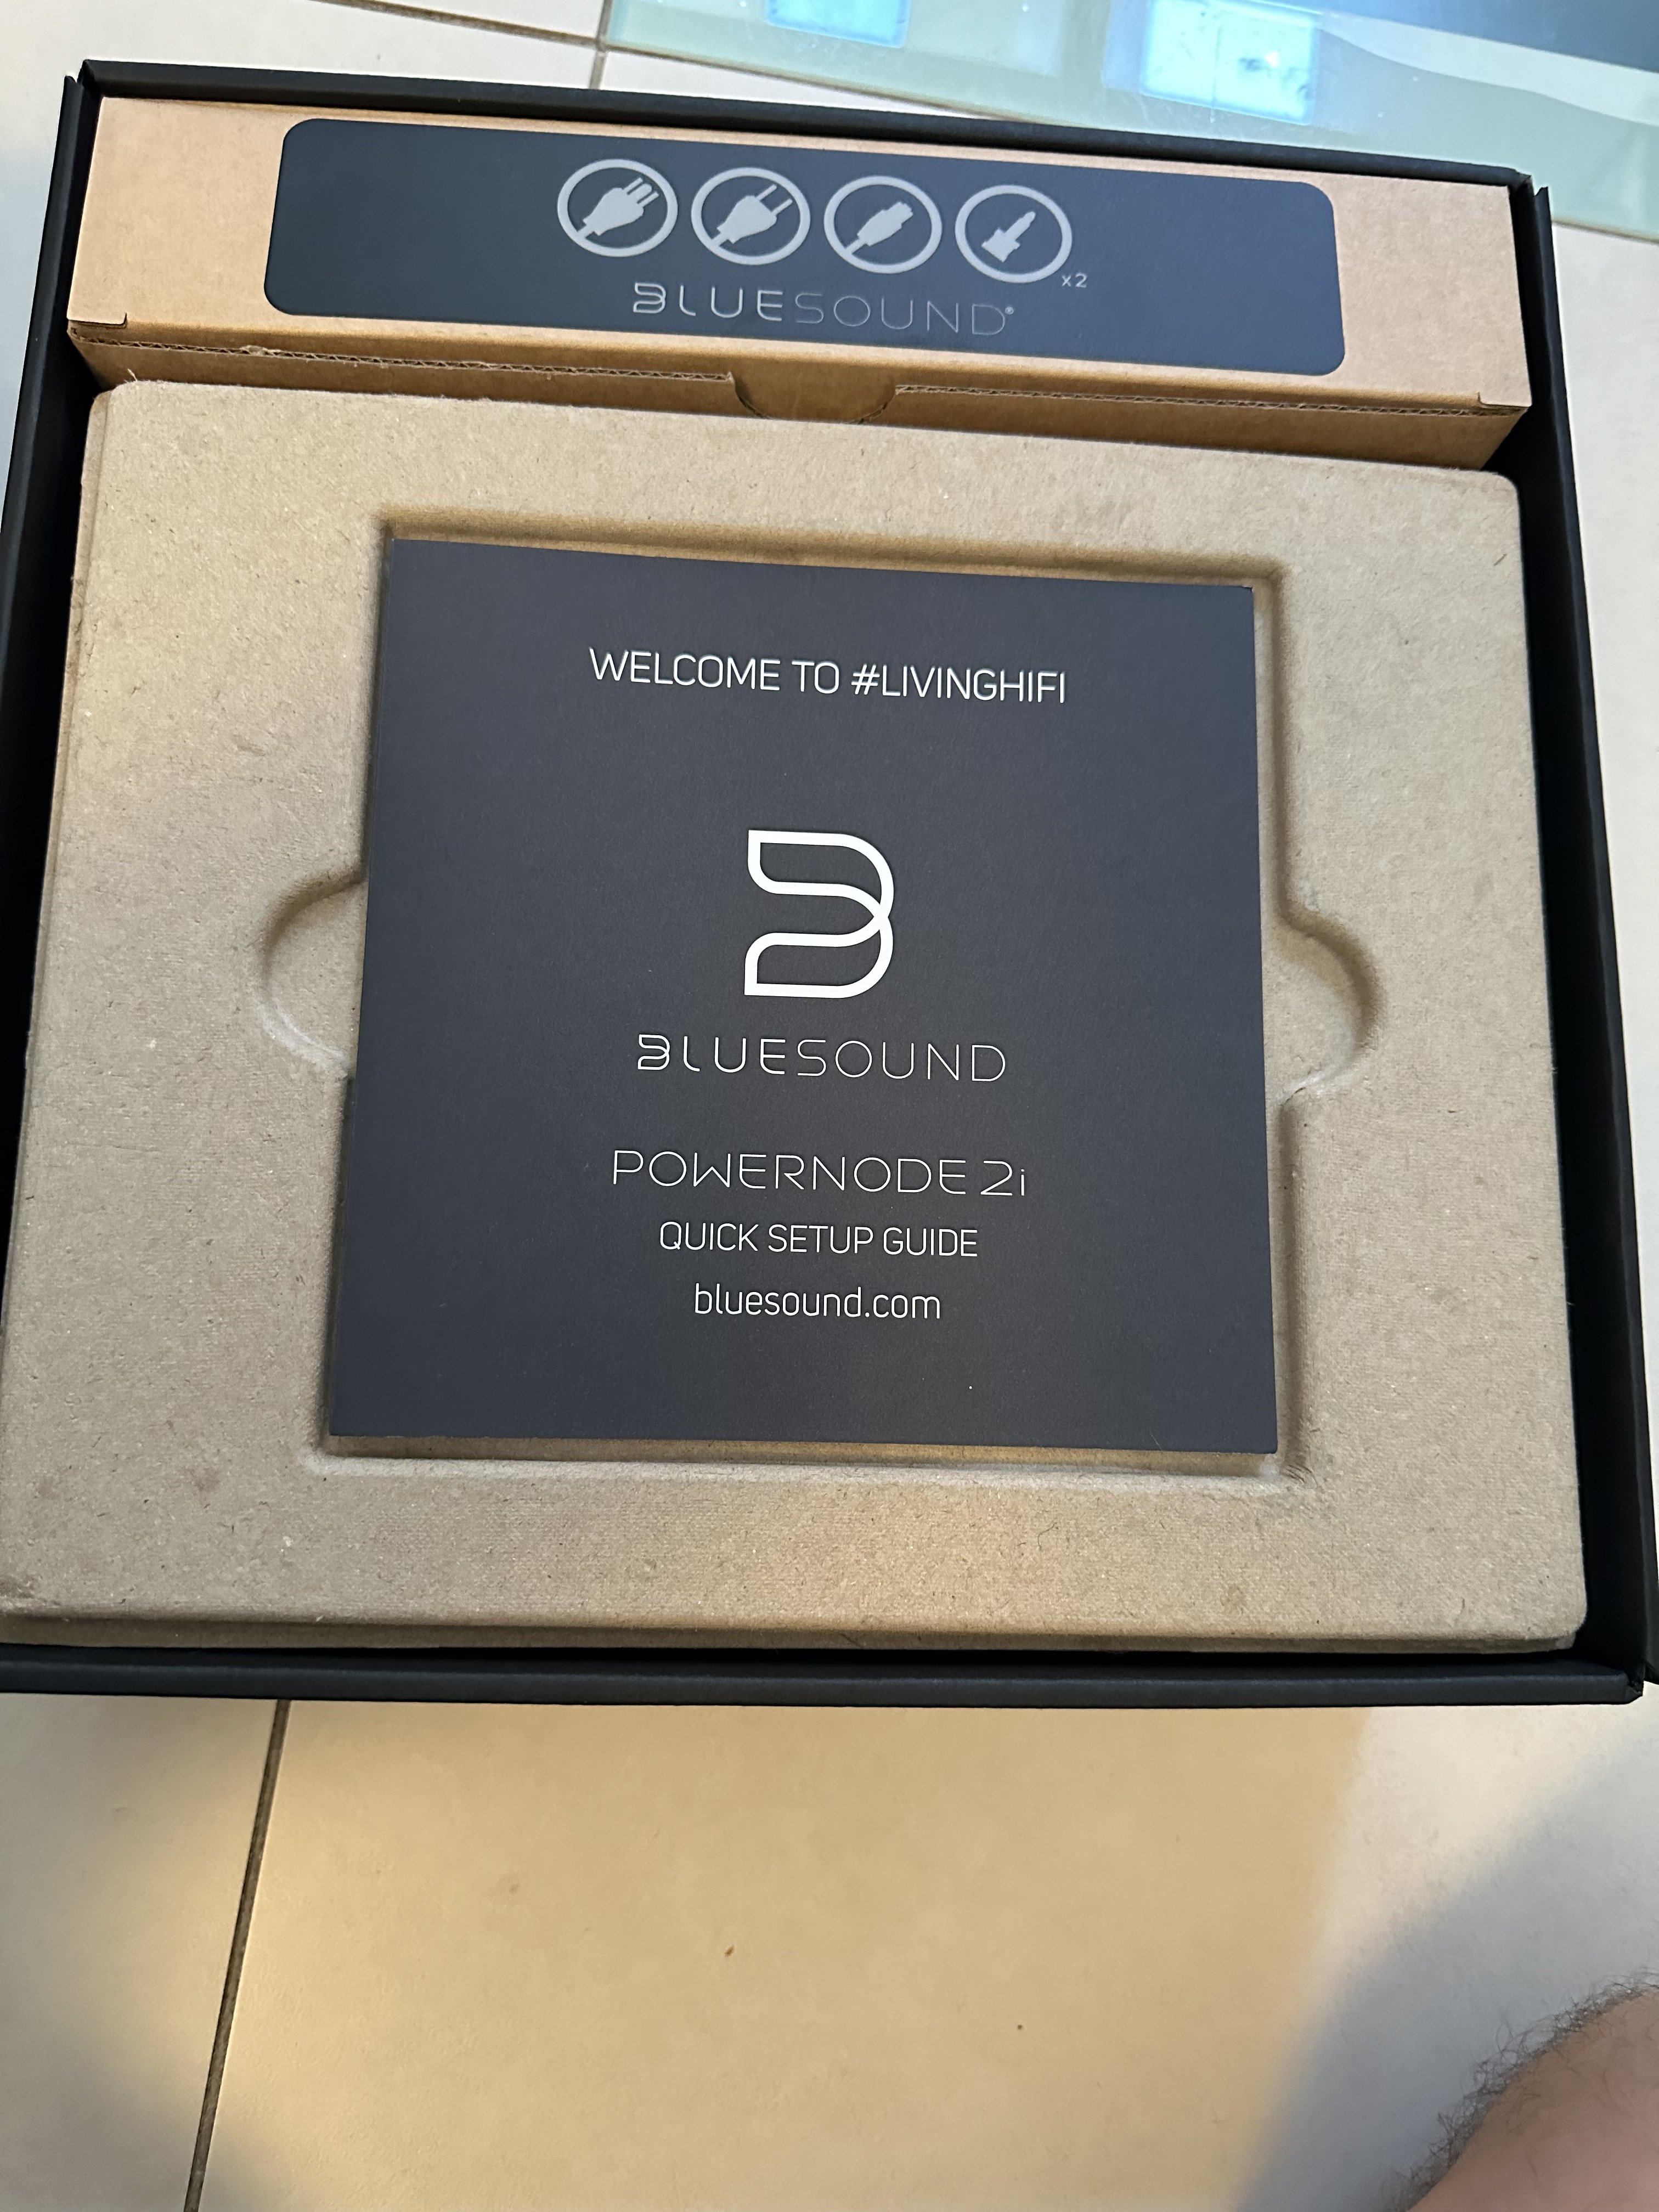 x2
BLUESOUND®
WELCOME TO #LIVINGHIFI
BLUESOUND
POWERNODE 2i
QUICK SETUP GUIDE
bluesound.com